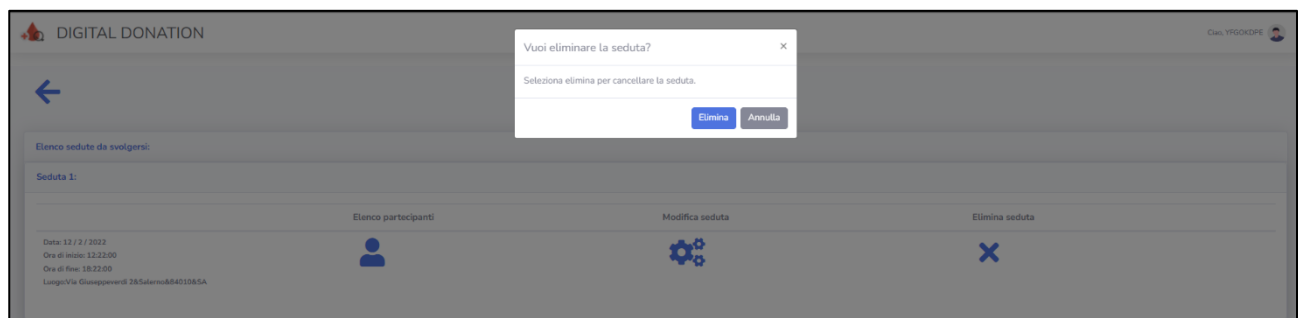 DIGITAL DONATION
Ciao, YFGOKDPE
Vuoi eliminare la seduta?
×
Seleziona elimina per cancellare la seduta.
Elimina
Annulla
Elenco sedute da svolgersi:
Seduta 1:
Elenco partecipanti
Modifica seduta
Elimina seduta
Data: 12 / 2 / 2022
Ora di inizio: 12:22:00
Ora di fine: 18:22:00
Luogo:Via Giuseppeverdi 2&Salerno&84010&SA